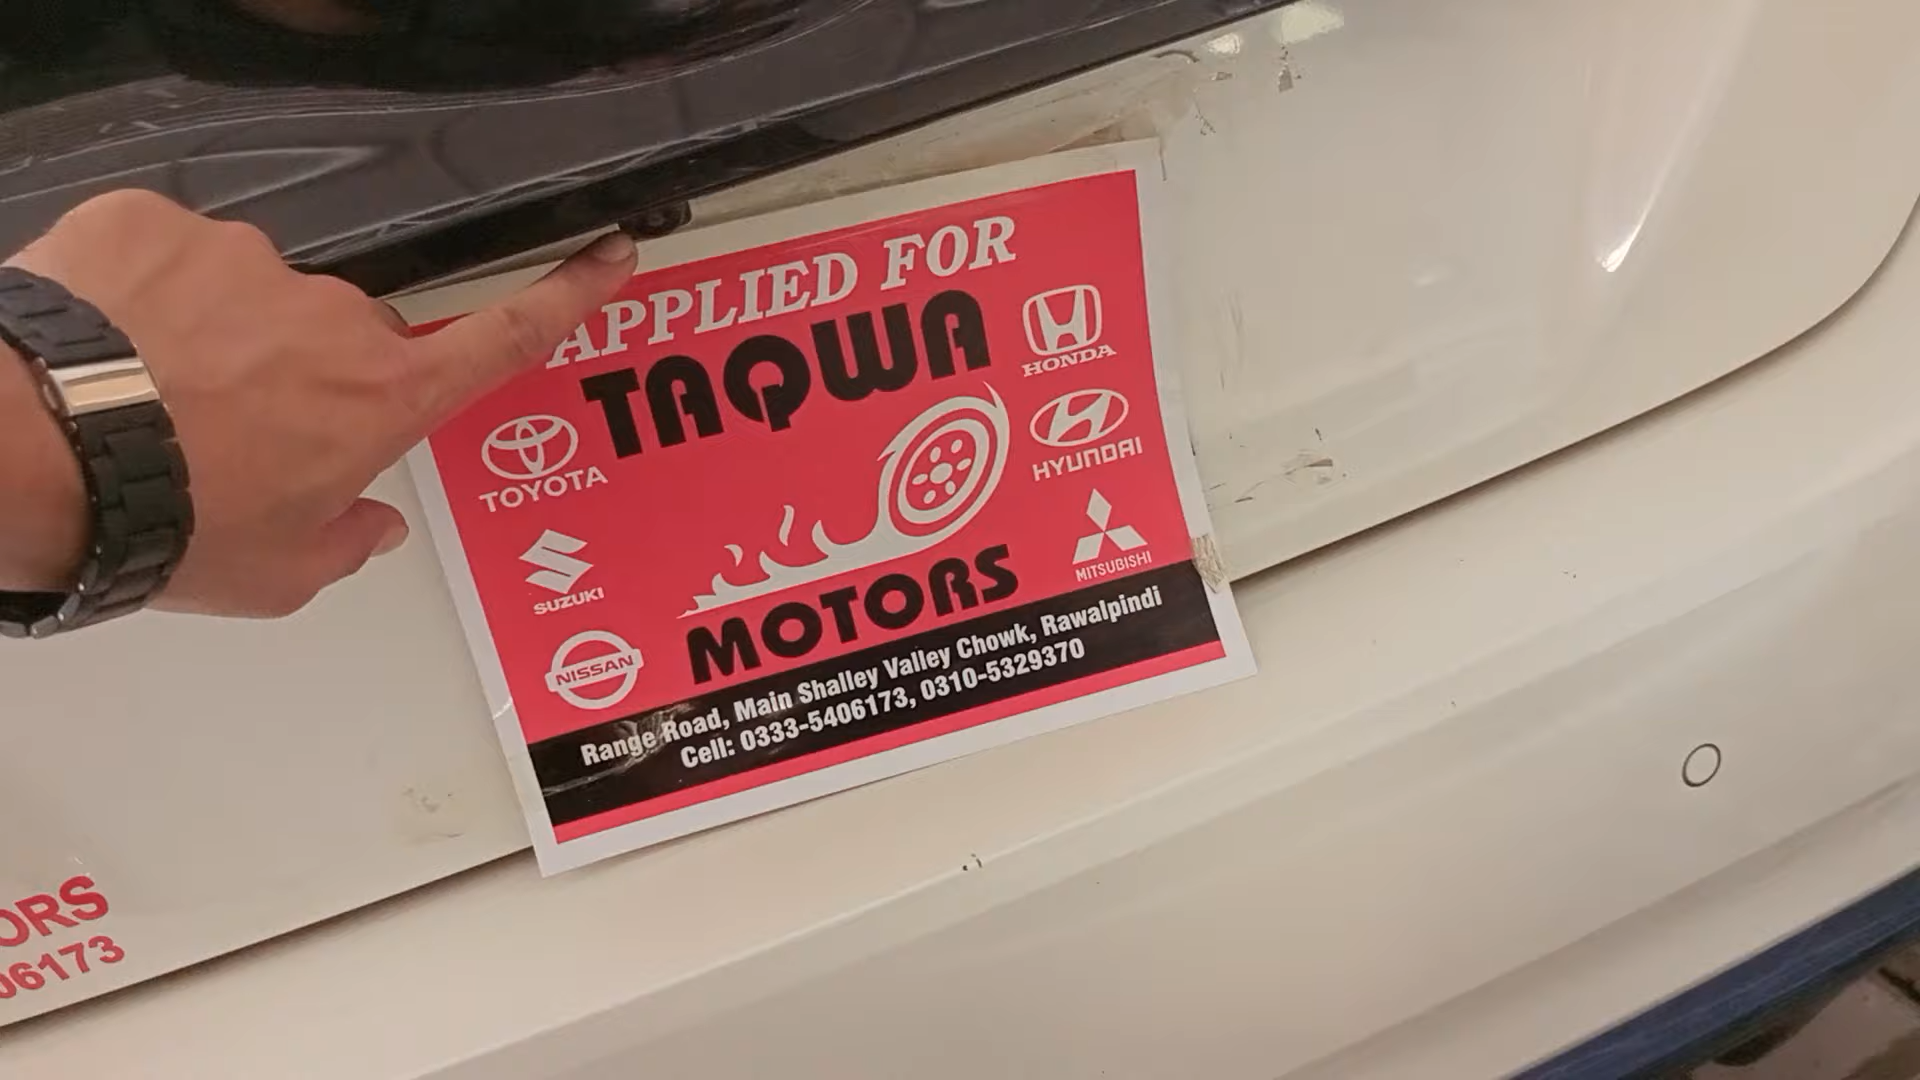 APPLIED FOR
TAQWA
HONDA
TOYOTA
HYUNDAI
SUZUKI
MITSUBISHI
MOTORS
NISSAN
Range Road, Main Shalley Valley Chowk, Rawalpindi
Cell: 0333-5406173, 0310-5329370
ORS
06173